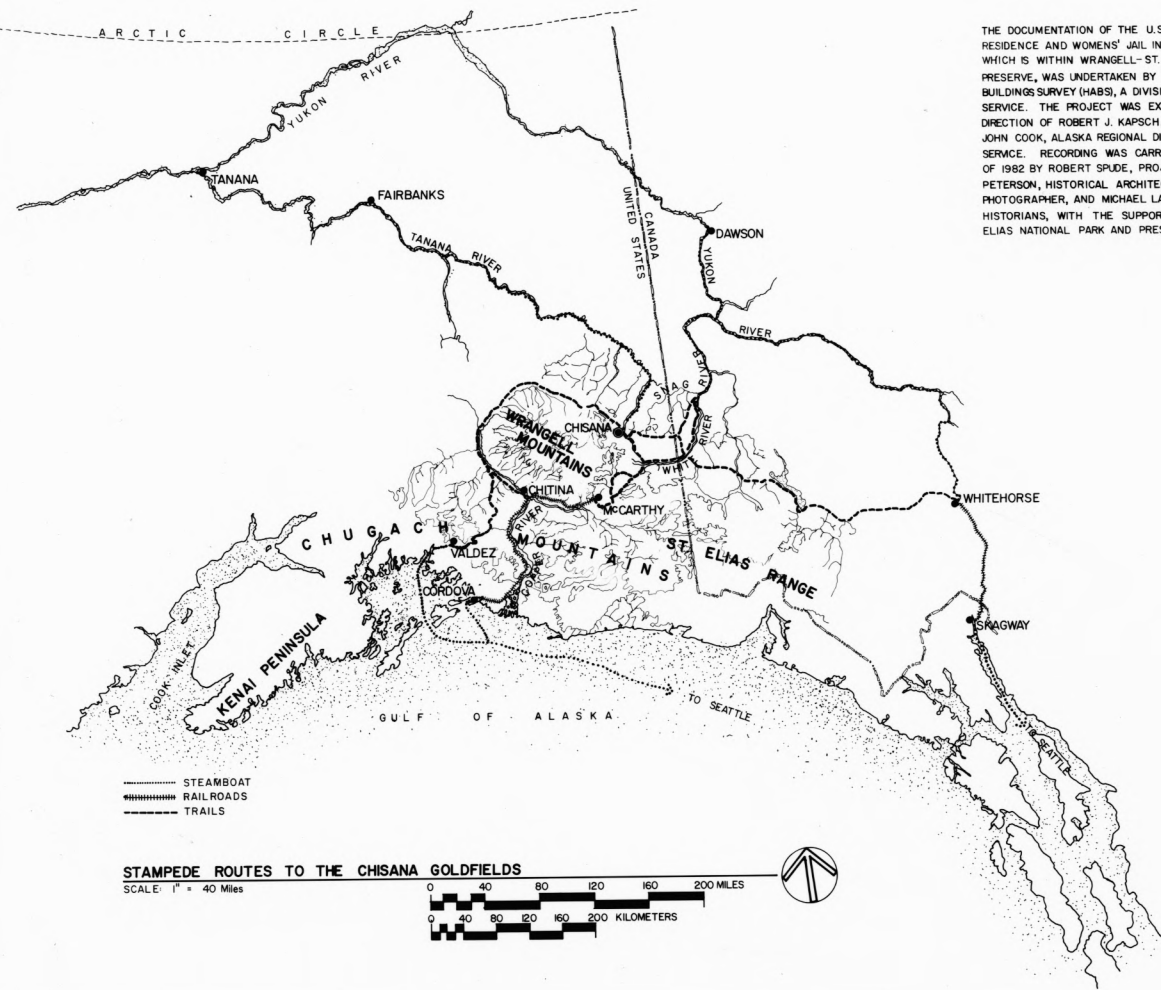 ARCTIC CIRCLE
YUKON RIVER
TANANA
FAIRBANKS
TANANA RIVER
CANADA
UNITED STATES
DAWSON
YUKON
RIVER
SNAG
RIVER
RIVER
CHISANA
WRANGELL
MOUNTAINS
WHI
CHITINA
McCARTHY
WHITEHORSE
CHUGACH
MOUNTAINS
VALDEZ
RIVER
COPPER
ST. ELIAS RANGE
CORDOVA
SKAGWAY
COOK INLET
KENAI PENINSULA
GULF OF ALASKA
TO SEATTLE
TO SEATTLE
STEAMBOAT
RAILROADS
TRAILS
STAMPEDE ROUTES TO THE CHISANA GOLDFIELDS
SCALE: 1" = 40 Miles
0 40 80 120 160 200 MILES
0 40 80 120 160 200 KILOMETERS
THE DOCUMENTATION OF THE U.S
RESIDENCE AND WOMENS' JAIL IN
WHICH IS WITHIN WRANGELL-ST.
PRESERVE, WAS UNDERTAKEN BY
BUILDINGS SURVEY (HABS), A DIVIS
SERVICE. THE PROJECT WAS EX
DIRECTION OF ROBERT J. KAPSCH
JOHN COOK, ALASKA REGIONAL DI
SERVICE. RECORDING WAS CARR
OF 1982 BY ROBERT SPUDE, PROJ
PETERSON, HISTORICAL ARCHITE
PHOTOGRAPHER, AND MICHAEL LA
HISTORIANS, WITH THE SUPPOR
ELIAS NATIONAL PARK AND PRES